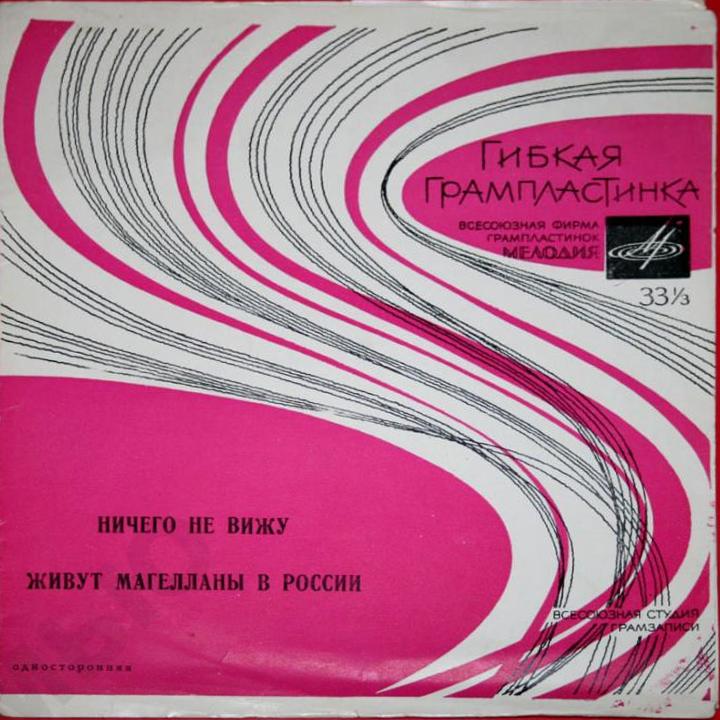 ГИБКАЯ
ГРАМПЛАСТИНКА
ВСЕСОЮЗНАЯ ФИРМА
ГРАМПЛАСТИНОК
МЕЛОДИЯ
33⅓
НИЧЕГО НЕ ВИЖУ
ЖИВУТ МАГЕЛЛАНЫ В РОССИИ
ВСЕСОЮЗНАЯ СТУДИЯ
ГРАМЗАПИСИ
односторонняя